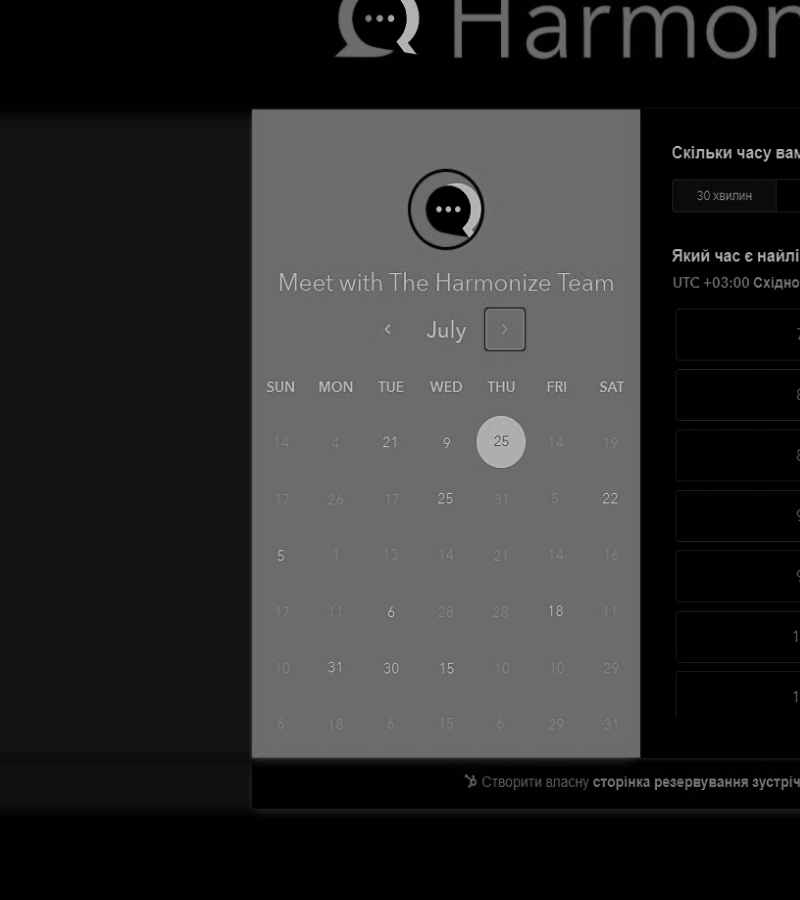 Harmon
Meet with The Harmonize Team
July
SUN MON TUE WED THU FRI SAT
14 4 21 9 25 14 19
17 26 17 25 31 5 22
5 1 13 14 21 14 16
17 11 6 28 28 18 11
10 31 30 15 10 10 29
6 18 6 15 6 29 31
Скільки часу вам
30 хвилин
Який час є найлі
UTC +03:00 Східно
1
1
Створити власну сторінка резервування зустріч